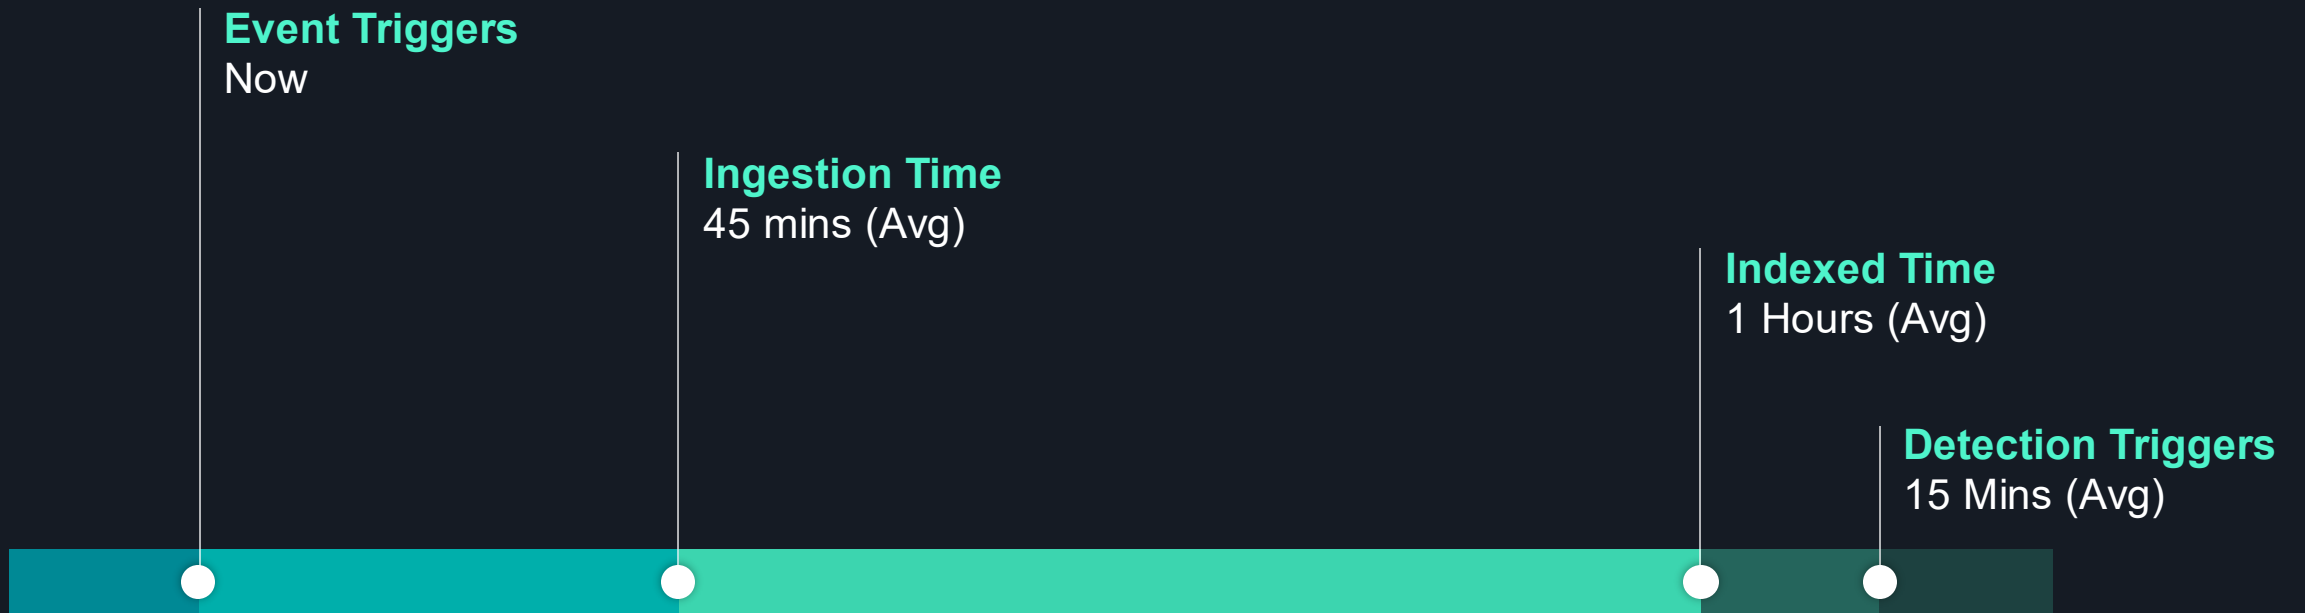 Event Triggers
Now
Ingestion Time
45 mins (Avg)
Indexed Time
1 Hours (Avg)
Detection Triggers
15 Mins (Avg)